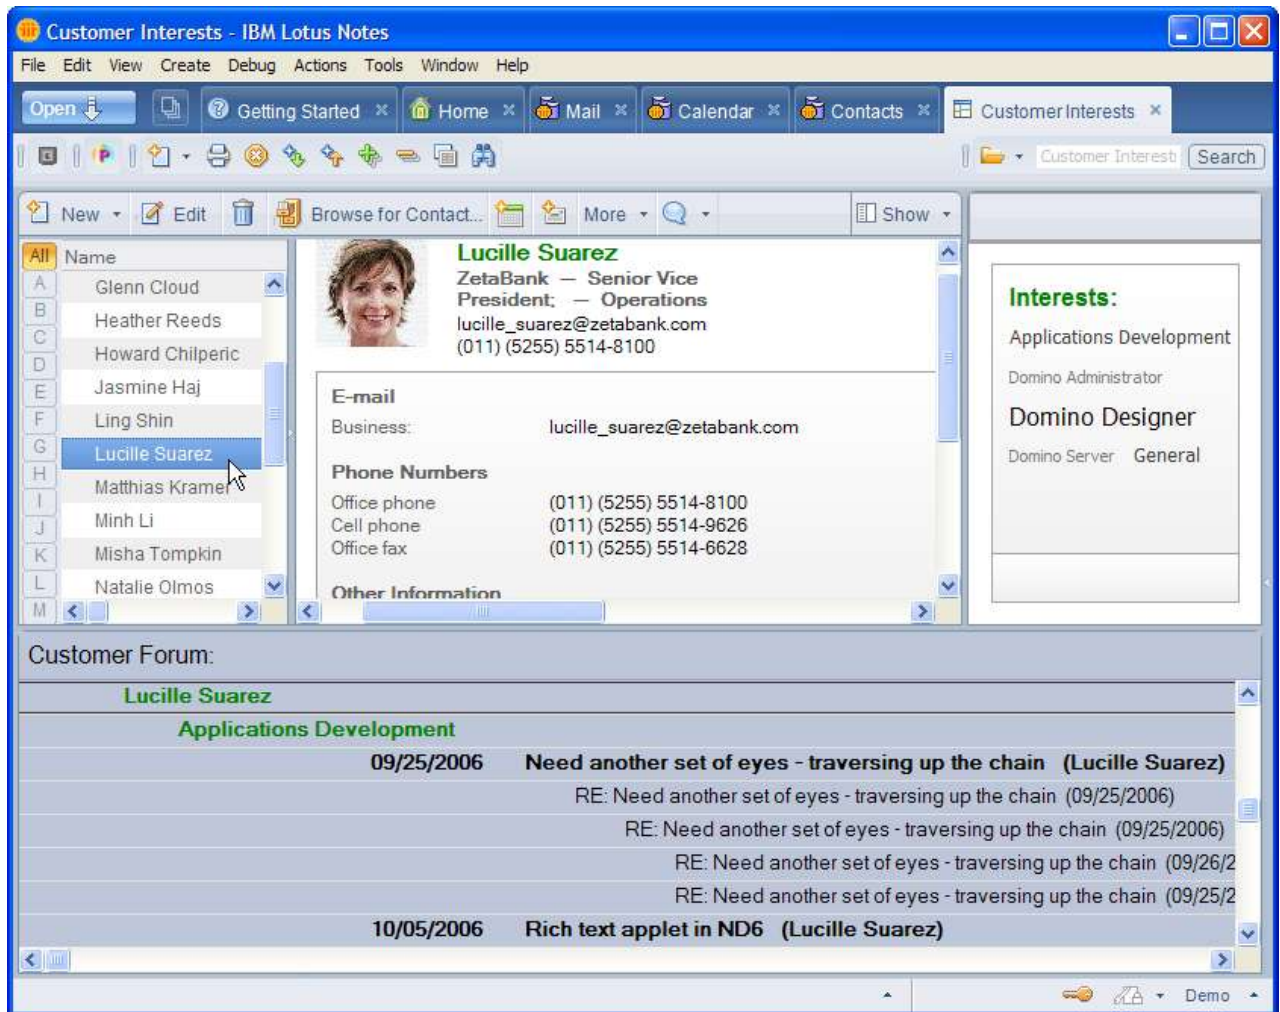 Customer Interests - IBM Lotus Notes
File Edit View Create Debug Actions Tools Window Help
Open Getting Started Home Mail Calendar Contacts Customer Interests
Customer Interest Search
New Edit Browse for Contact... More Show
All Name
A
B
C
D
E
F
G
H
I
J
K
L
M
Glenn Cloud
Heather Reeds
Howard Chilperic
Jasmine Haj
Ling Shin
Lucille Suarez
Matthias Kramer
Minh Li
Misha Tompkin
Natalie Olmos
Lucille Suarez
ZetaBank — Senior Vice
President; — Operations
lucille_suarez@zetabank.com
(011) (5255) 5514-8100
E-mail
Business: lucille_suarez@zetabank.com
Phone Numbers
Office phone (011) (5255) 5514-8100
Cell phone (011) (5255) 5514-9626
Office fax (011) (5255) 5514-6628
Other Information
Interests:
Applications Development
Domino Administrator
Domino Designer
Domino Server General
Customer Forum:
Lucille Suarez
Applications Development
09/25/2006 Need another set of eyes - traversing up the chain (Lucille Suarez)
RE: Need another set of eyes - traversing up the chain (09/25/2006)
RE: Need another set of eyes - traversing up the chain (09/25/2006)
RE: Need another set of eyes - traversing up the chain (09/26/2
RE: Need another set of eyes - traversing up the chain (09/25/2
10/05/2006 Rich text applet in ND6 (Lucille Suarez)
Demo